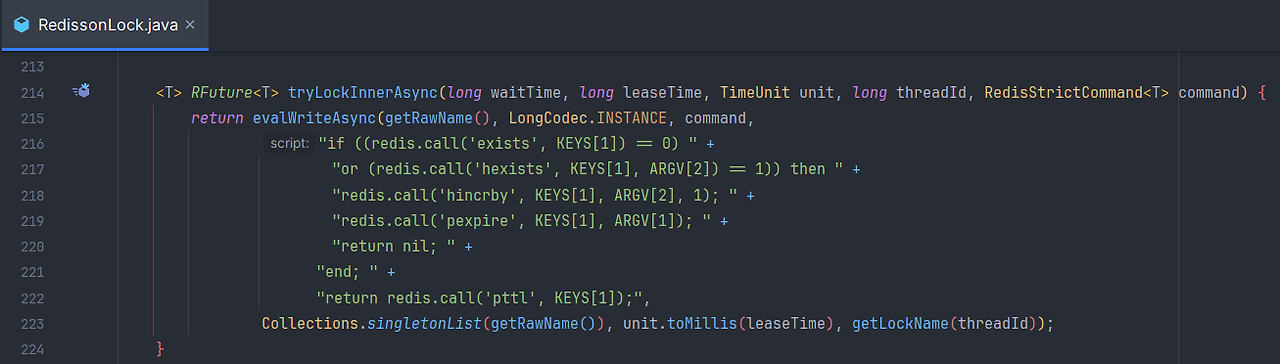 RedissonLock.java ×
213
214 <T> RFuture<T> tryLockInnerAsync(long waitTime, long leaseTime, TimeUnit unit, long threadId, RedisStrictCommand<T> command) {
215 return evalWriteAsync(getRawName(), LongCodec.INSTANCE, command,
216 script: "if ((redis.call('exists', KEYS[1]) == 0) " +
217 "or (redis.call('hexists', KEYS[1], ARGV[2]) == 1)) then " +
218 "redis.call('hincrby', KEYS[1], ARGV[2], 1); " +
219 "redis.call('pexpire', KEYS[1], ARGV[1]); " +
220 "return nil; " +
221 "end; " +
222 "return redis.call('pttl', KEYS[1]);",
223 Collections.singletonList(getRawName()), unit.toMillis(leaseTime), getLockName(threadId));
224 }